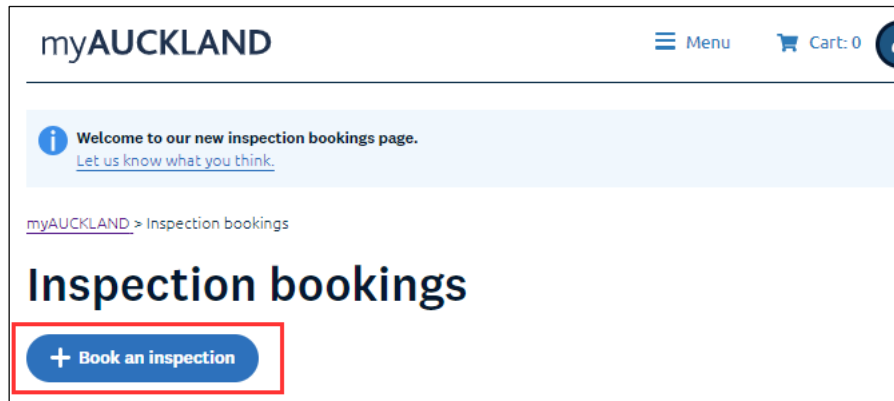 myAUCKLAND
Menu
Cart: 0
Welcome to our new inspection bookings page.
Let us know what you think.
myAUCKLAND > Inspection bookings
Inspection bookings
+ Book an inspection